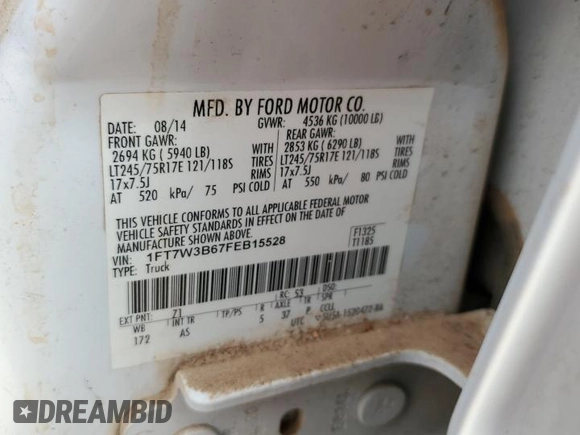 MFD. BY FORD MOTOR CO.
DATE: 08/14 GVWR: 4536 KG (10000 LB)
FRONT GAWR: REAR GAWR:
2694 KG ( 5940 LB) WITH 2853 KG ( 6290 LB) WITH
LT245/75R17E 121/118S TIRES LT245/75R17E 121/118S TIRES
17x7.5J RIMS 17x7.5J RIMS
AT 520 kPa/ 75 PSI COLD AT 550 kPa/ 80 PSI COLD
THIS VEHICLE CONFORMS TO ALL APPLICABLE FEDERAL MOTOR
VEHICLE SAFETY STANDARDS IN EFFECT ON THE DATE OF
MANUFACTURE SHOWN ABOVE.
VIN: 1FT7W3B67FEB15528 F1325
TYPE: Truck T1185
EXT PNT: Z1 RC: 53 DSO:
WB INT TR TP/PS R AXLE TR SPR
172 AS 5 37 P
UTC
DREAMBID